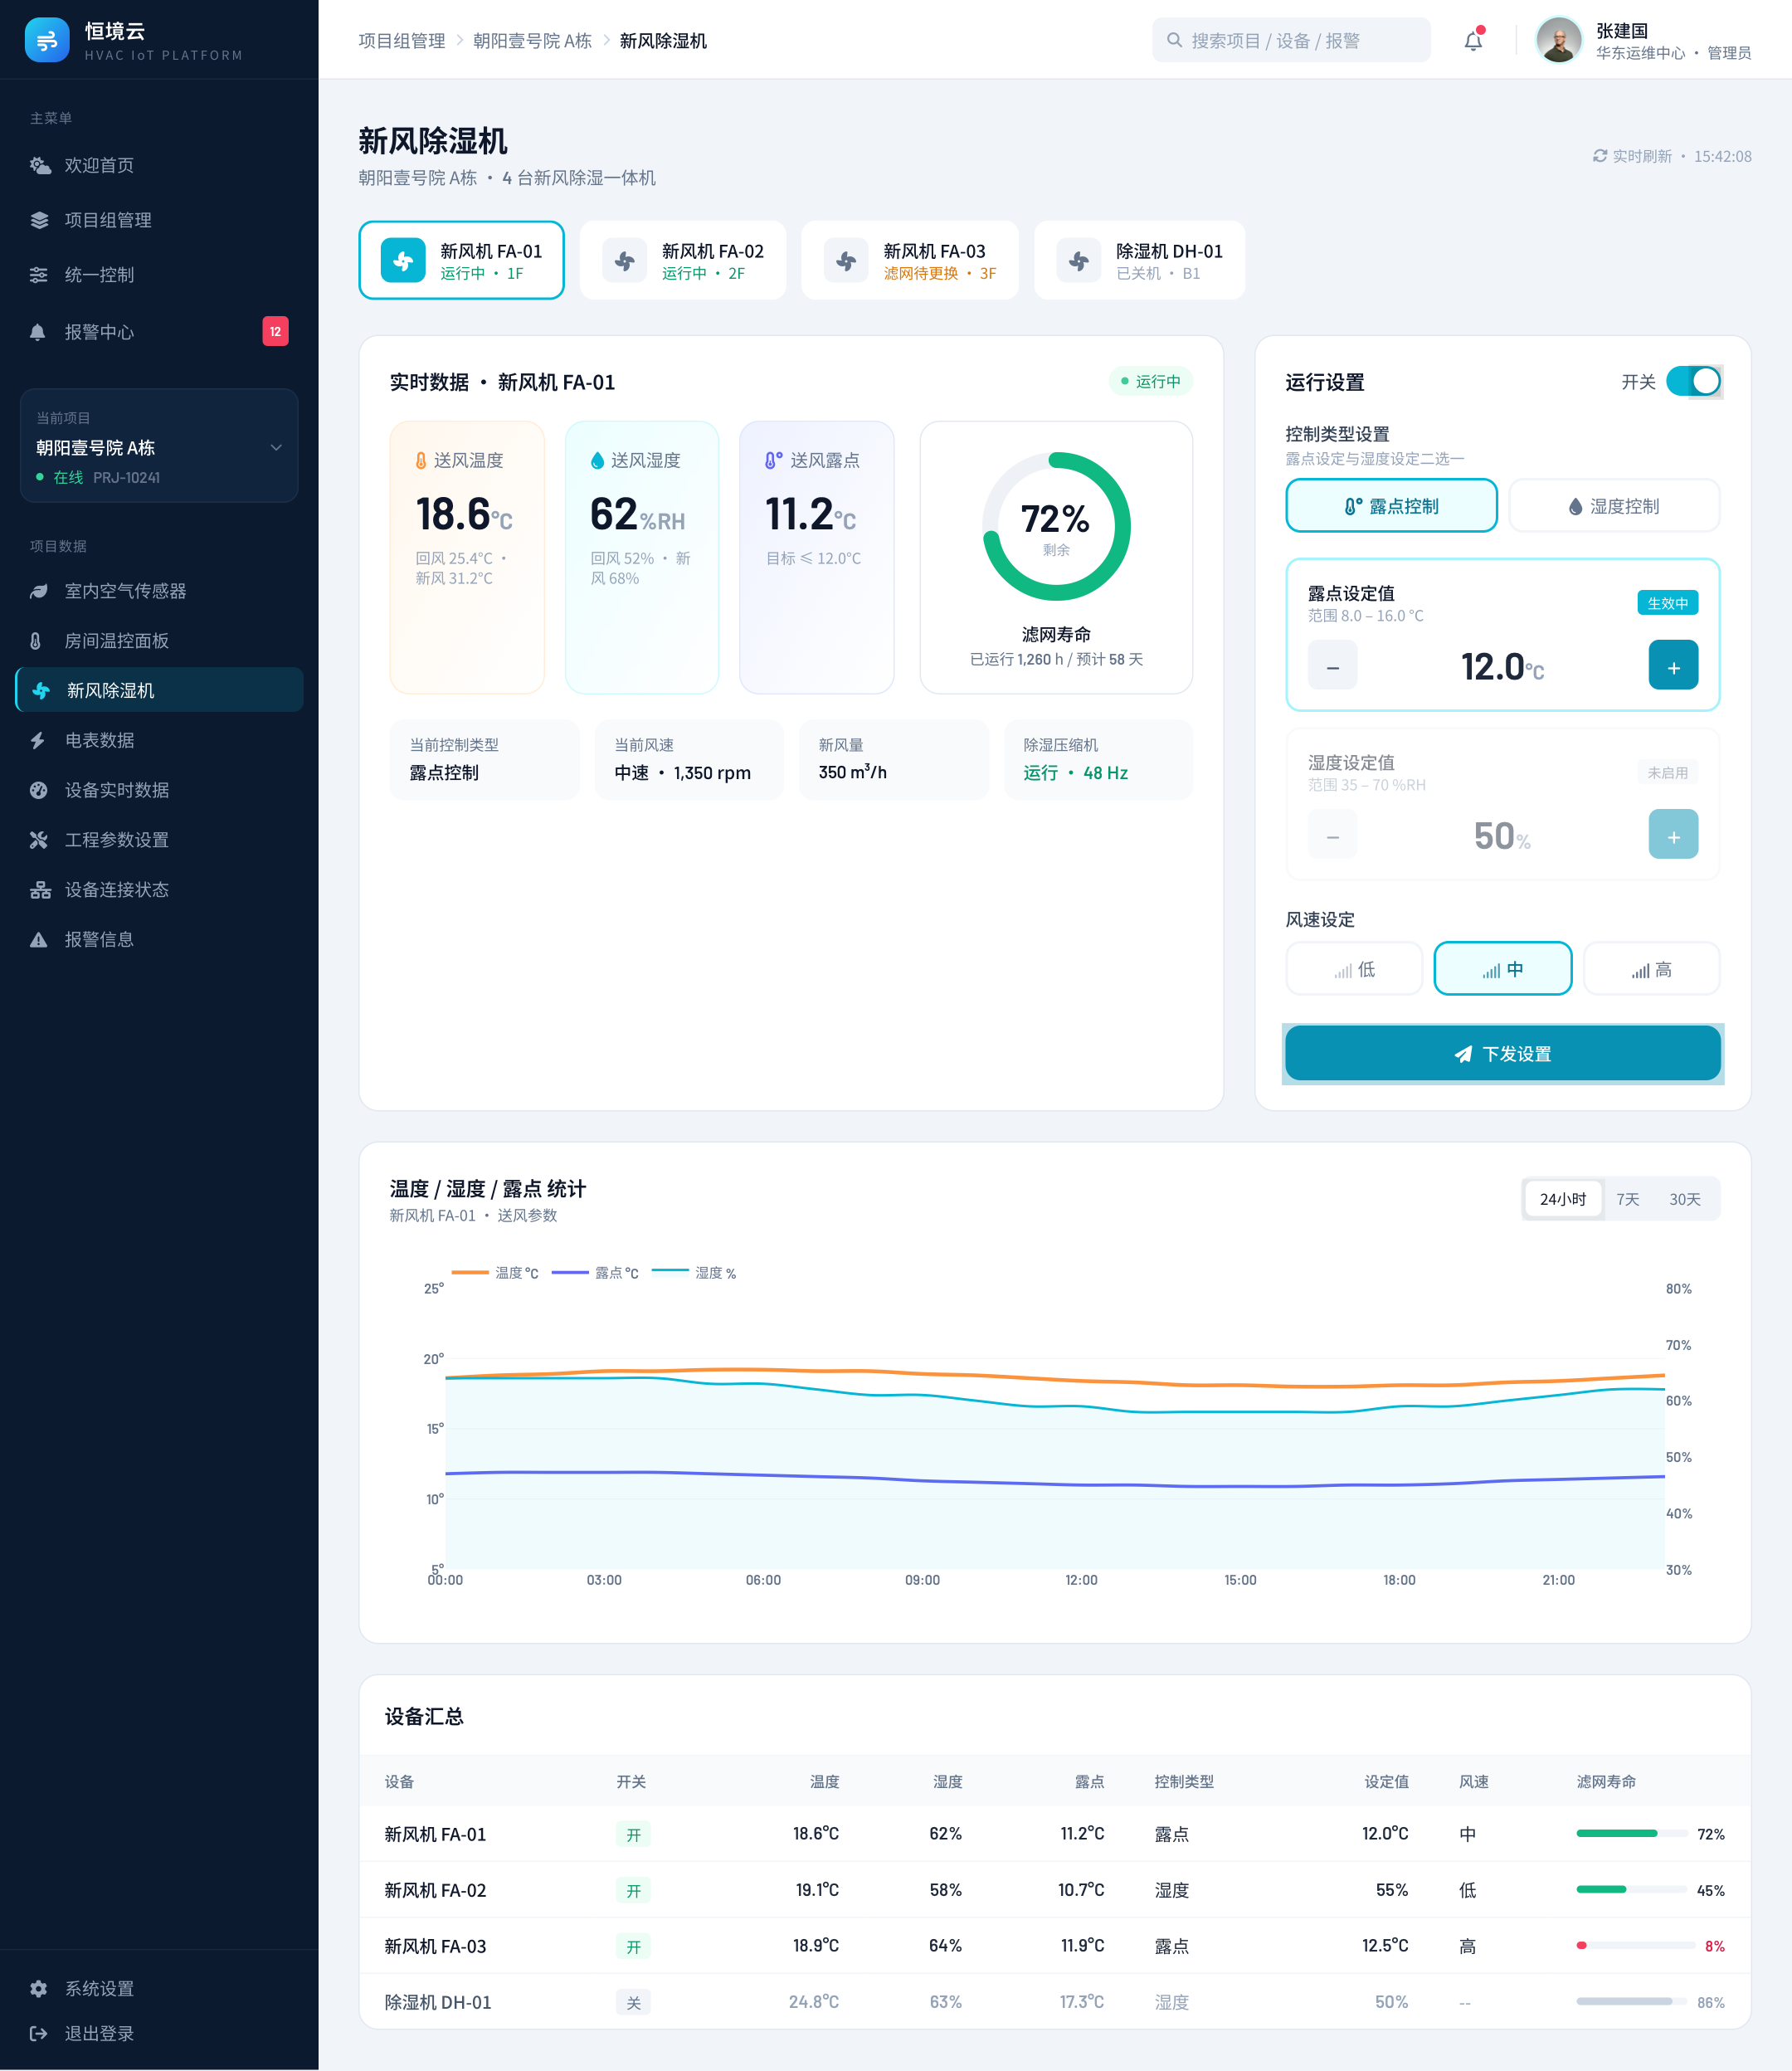 恒境云
HVAC IoT PLATFORM
主菜单
欢迎首页
项目组管理
统一控制
报警中心 12
当前项目
朝阳壹号院 A栋
在线 PRJ-10241
项目数据
室内空气传感器
房间温控面板
新风除湿机
电表数据
设备实时数据
工程参数设置
设备连接状态
报警信息
系统设置
退出登录
项目组管理 朝阳壹号院 A栋 新风除湿机
搜索项目 / 设备 / 报警
张建国
华东运维中心 • 管理员
新风除湿机
朝阳壹号院 A栋 • 4 台新风除湿一体机
实时刷新 • 15:42:08
新风机 FA-01
运行中 • 1F
新风机 FA-02
运行中 • 2F
新风机 FA-03
滤网待更换 • 3F
除湿机 DH-01
已关机 • B1
实时数据 • 新风机 FA-01
运行中
送风温度
18.6°C
回风 25.4°C •
新风 31.2°C
送风湿度
62%RH
回风 52% • 新
风 68%
送风露点
11.2°C
目标 ≤ 12.0°C
72%
剩余
滤网寿命
已运行 1,260 h / 预计 58 天
当前控制类型
露点控制
当前风速
中速 • 1,350 rpm
新风量
350 m³/h
除湿压缩机
运行 • 48 Hz
运行设置
开关
控制类型设置
露点设定与湿度设定二选一
露点控制
湿度控制
露点设定值
范围 8.0 – 16.0 °C
生效中
− 12.0°C +
湿度设定值
范围 35 – 70 %RH
未启用
− 50% +
风速设定
低 中 高
下发设置
温度 / 湿度 / 露点 统计
新风机 FA-01 • 送风参数
24小时 7天 30天
温度 °C 露点 °C 湿度 %
25° 80%
70%
20°
60%
15°
50%
10°
40%
5° 30%
00:00 03:00 06:00 09:00 12:00 15:00 18:00 21:00
设备汇总
设备 开关 温度 湿度 露点 控制类型 设定值 风速 滤网寿命
新风机 FA-01 开 18.6°C 62% 11.2°C 露点 12.0°C 中 72%
新风机 FA-02 开 19.1°C 58% 10.7°C 湿度 55% 低 45%
新风机 FA-03 开 18.9°C 64% 11.9°C 露点 12.5°C 高 8%
除湿机 DH-01 关 24.8°C 63% 17.3°C 湿度 50% -- 86%